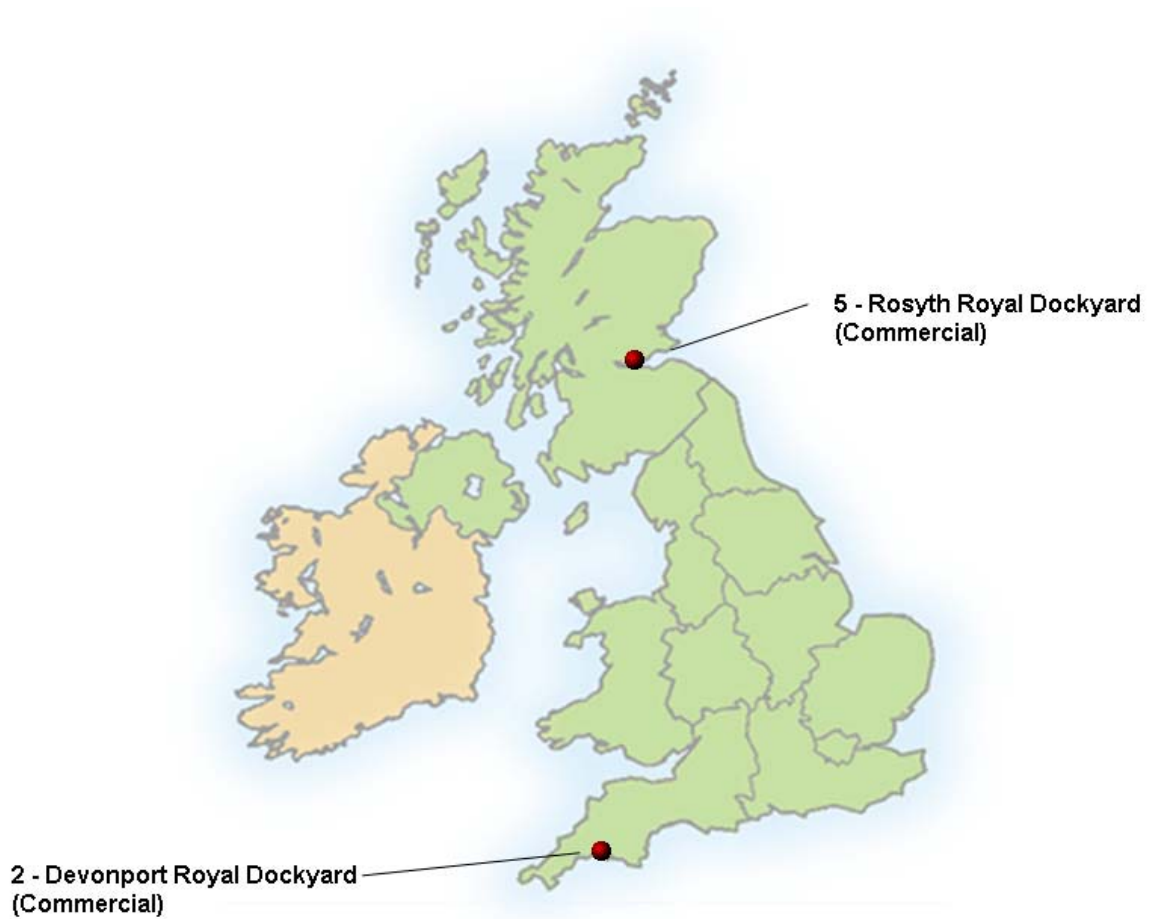 5 - Rosyth Royal Dockyard
(Commercial)
2 - Devonport Royal Dockyard
(Commercial)